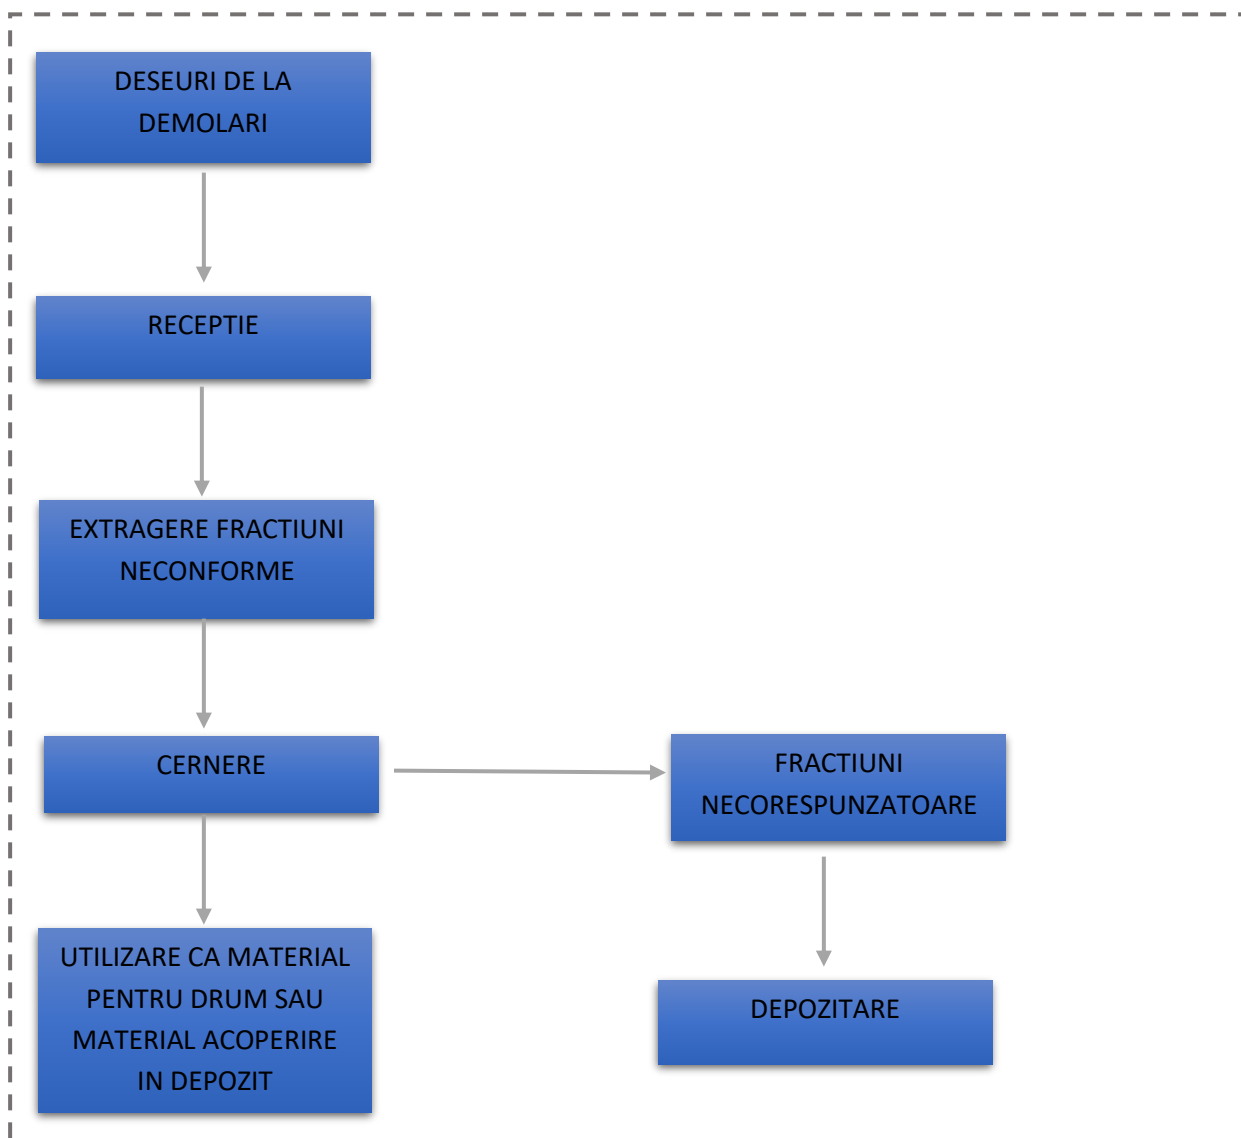 DESEURI DE LA
DEMOLARI
RECEPTIE
EXTRAGERE FRACTIUNI
NECONFORME
CERNERE
FRACTIUNI
NECORESPUNZATOARE
UTILIZARE CA MATERIAL
PENTRU DRUM SAU
MATERIAL ACOPERIRE
IN DEPOZIT
DEPOZITARE